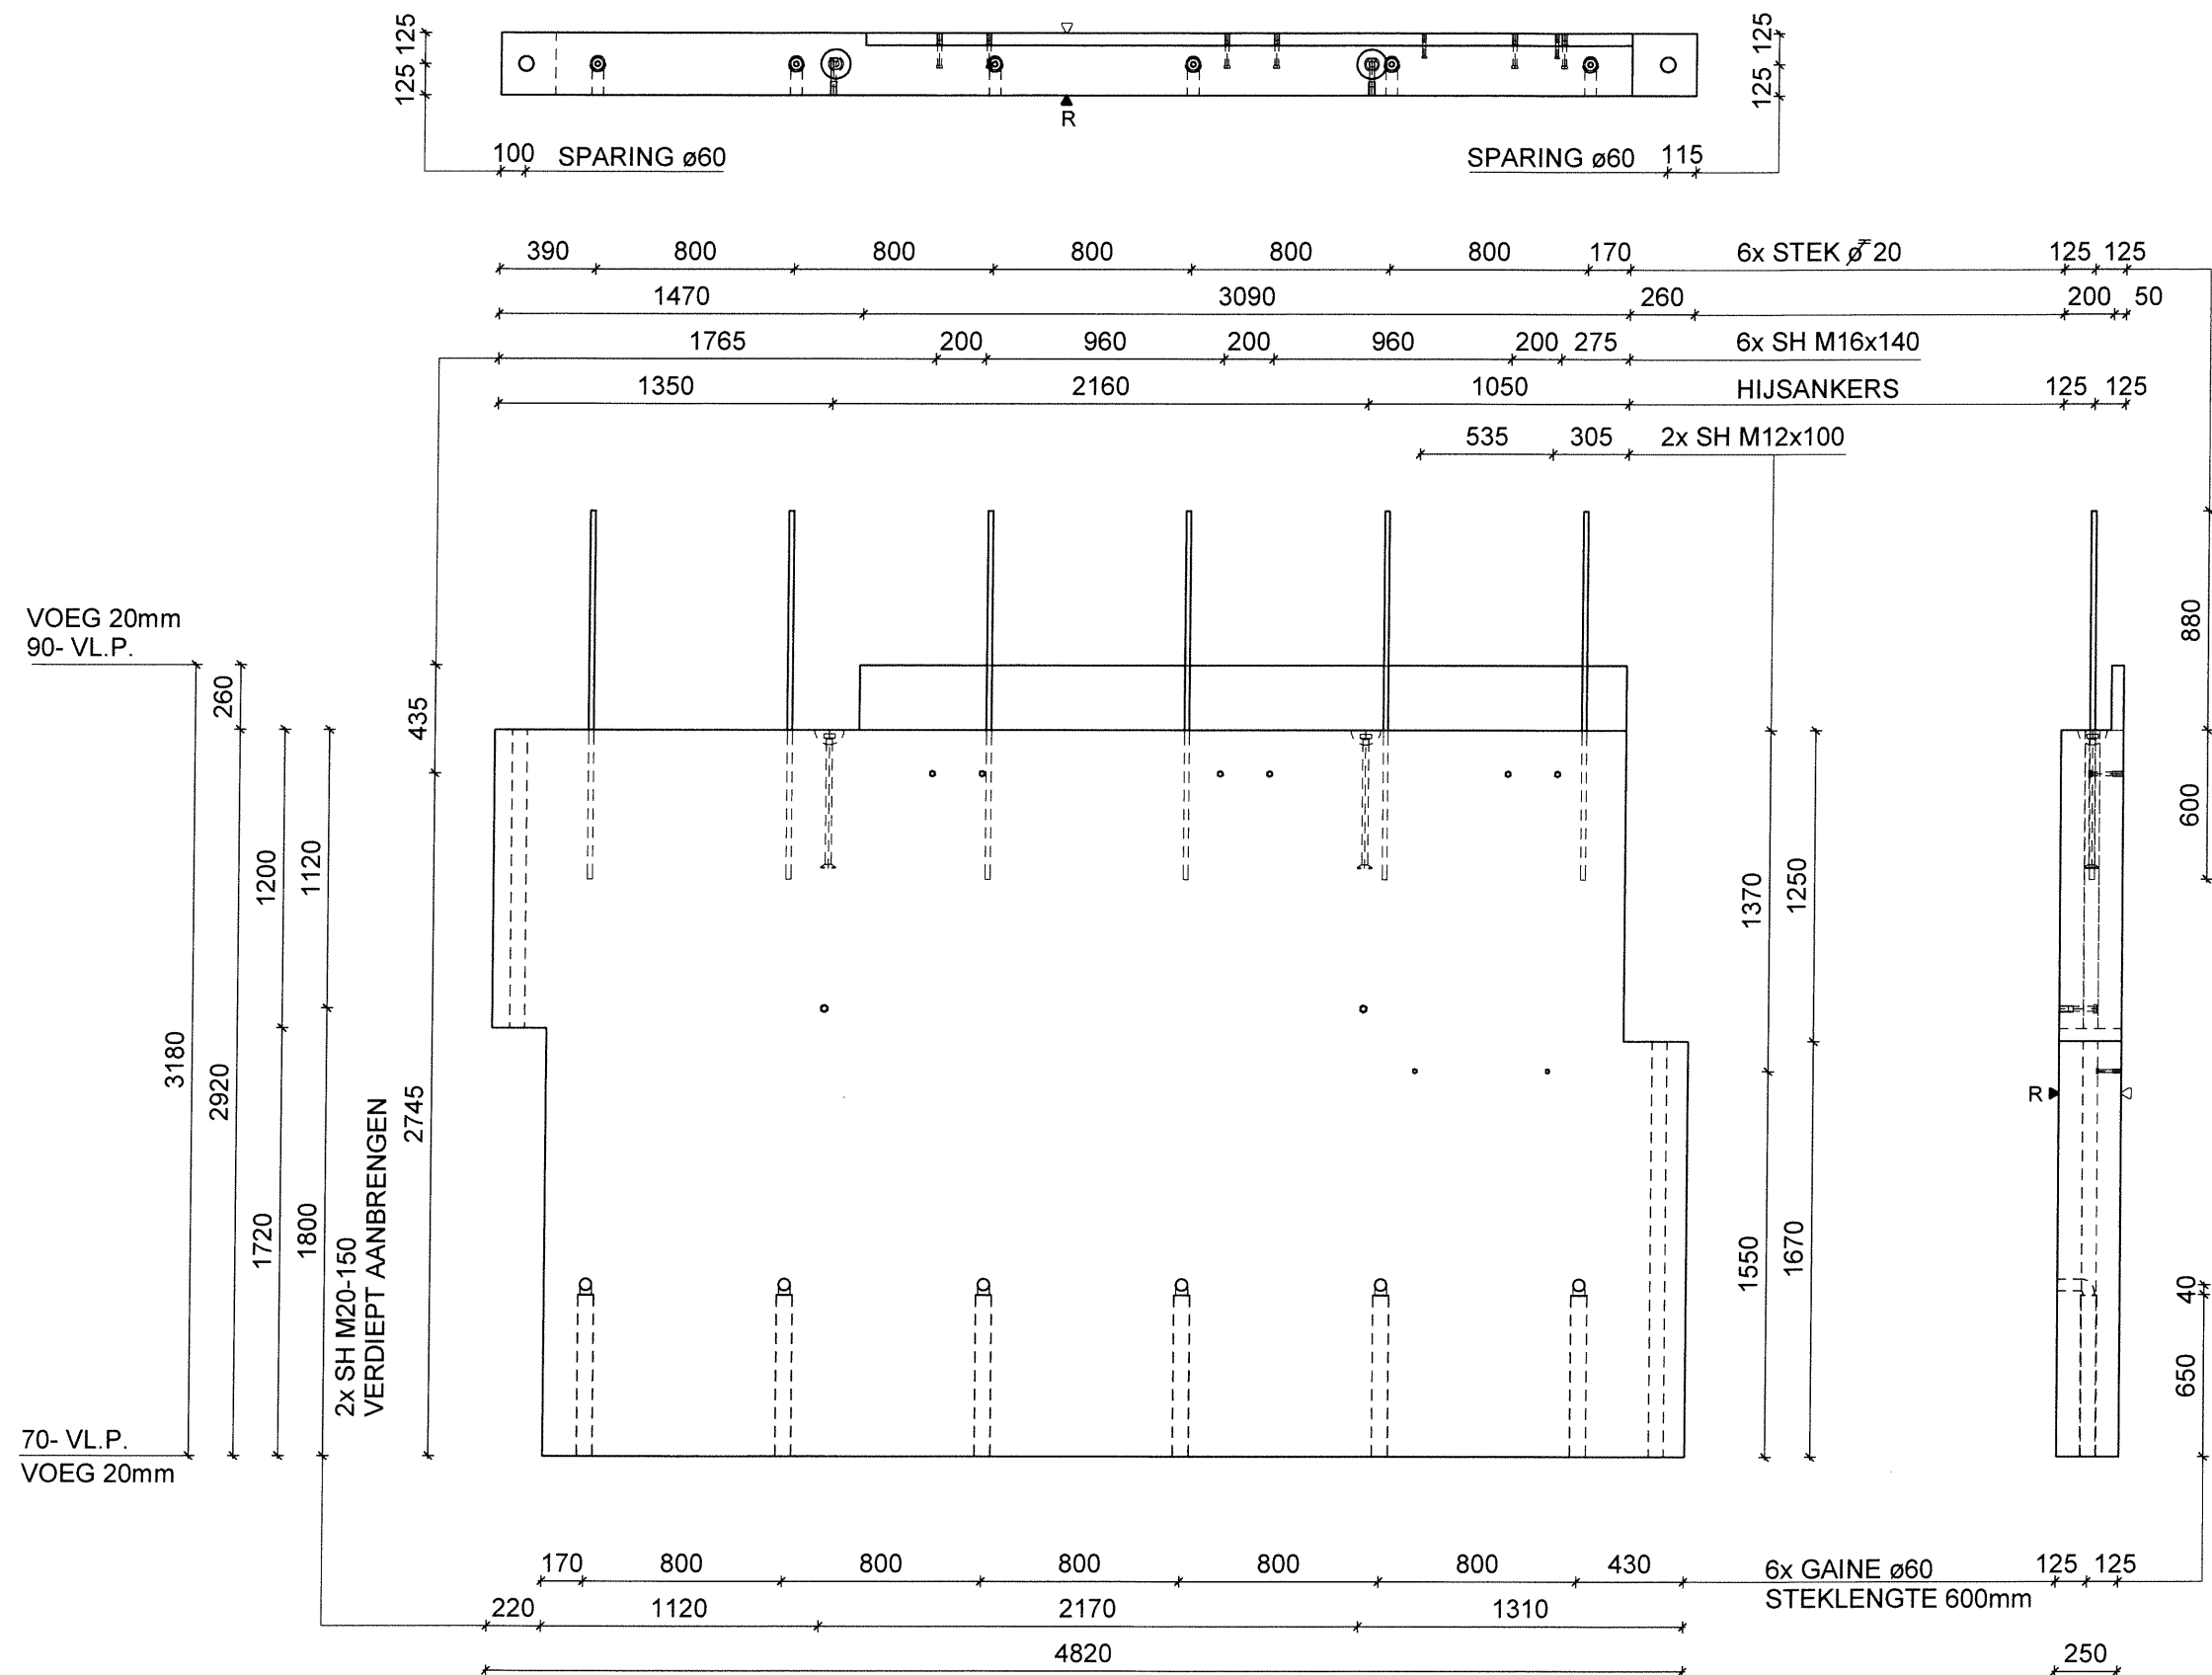 125
125
125
125
R
100 SPARING ø60
SPARING ø60 115
390 800 800 800 800 800 170 6x STEK ø 20 125 125
1470 3090 260 200 50
1765 200 960 200 960 200 275 6x SH M16x140
1350 2160 1050 HIJSANKERS 125 125
535 305 2x SH M12x100
VOEG 20mm
90- VL.P.
260
435
880
600
1200
1120
1370
1250
3180
2920
2745
R
1720
1800
2x SH M20-150
VERDIEPT AANBRENGEN
1550
1670
40
650
70- VL.P.
VOEG 20mm
170 800 800 800 800 800 430 6x GAINE ø60 125 125
STEKLENGTE 600mm
220 1120 2170 1310
4820 250